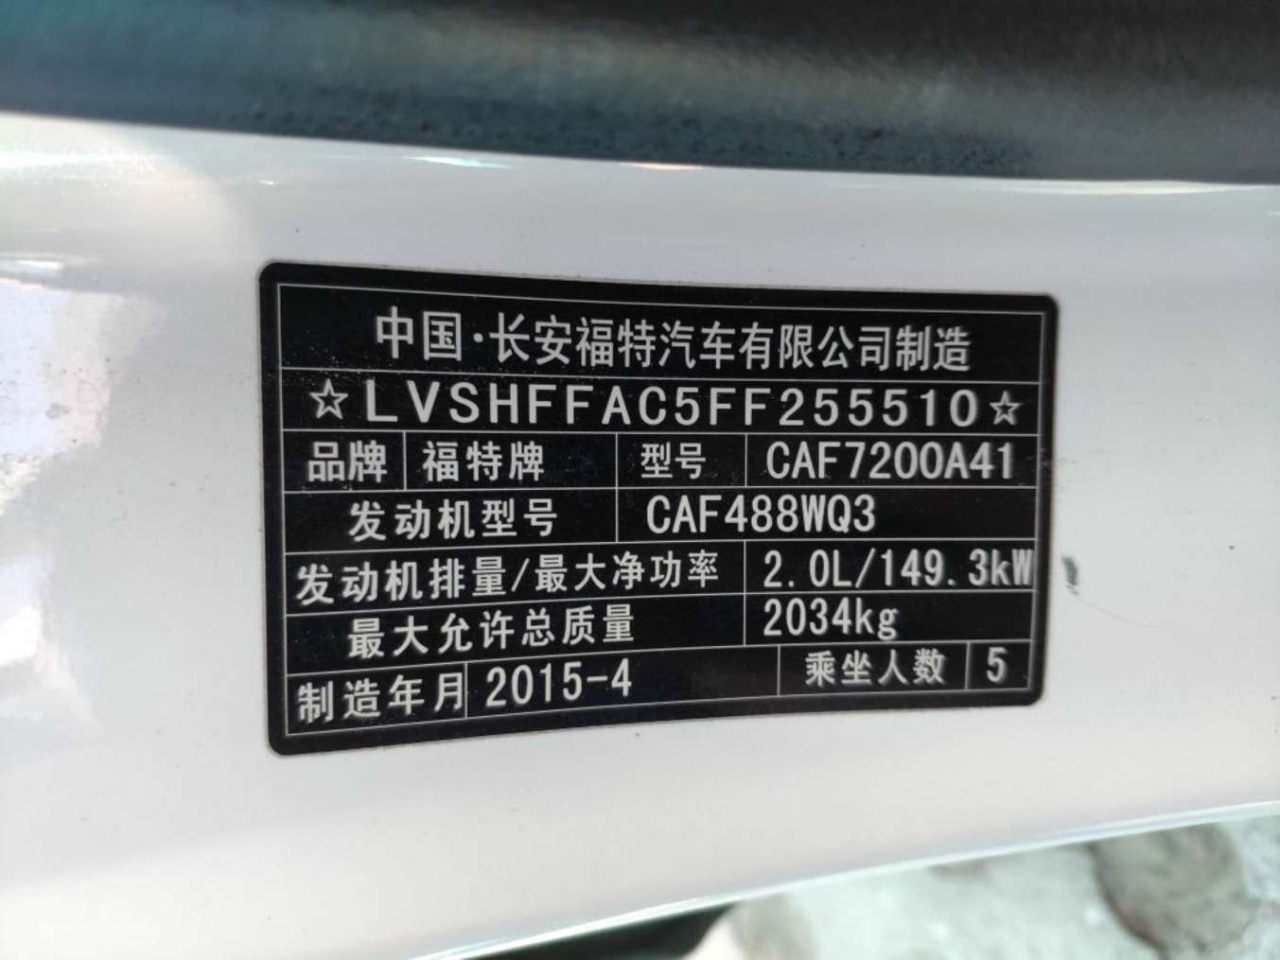 中国·长安福特汽车有限公司制造
☆LVSHFFAC5FF255510☆
品牌 福特牌 型号 CAF7200A41
发动机型号 CAF488WQ3
发动机排量/最大净功率 2.0L/149.3kW
最大允许总质量 2034kg
制造年月 2015-4 乘坐人数 5